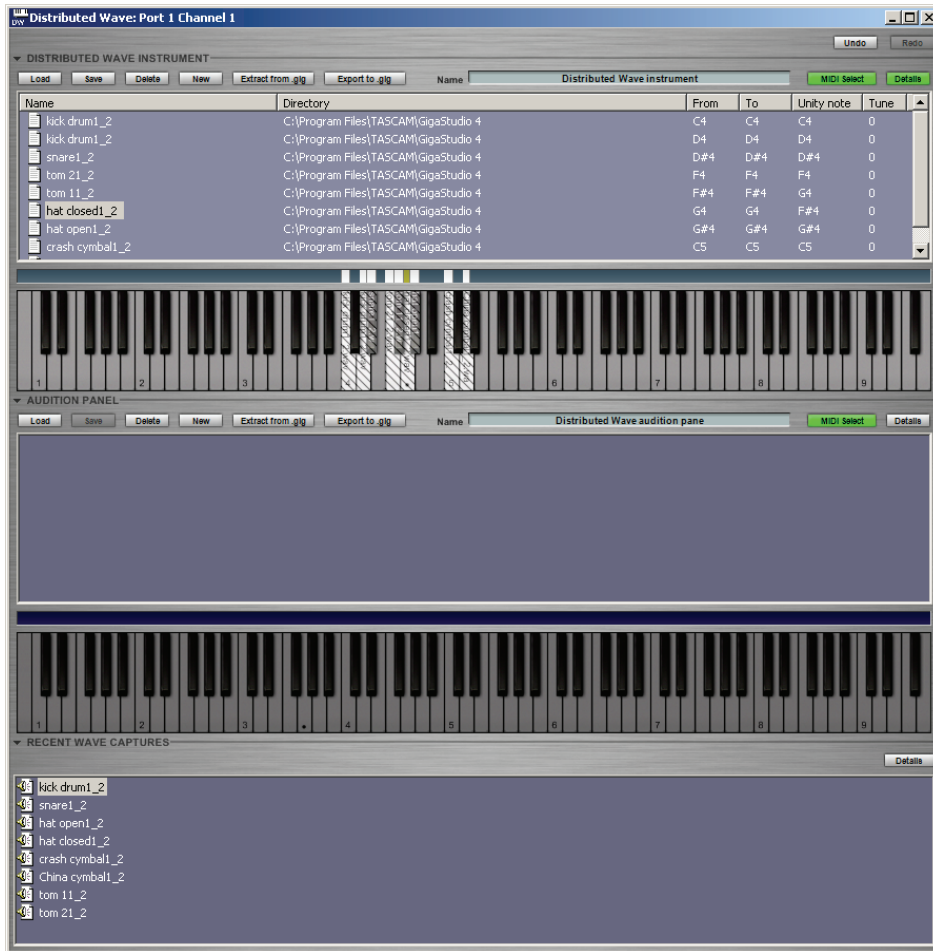 DW Distributed Wave: Port 1 Channel 1
Undo Redo
DISTRIBUTED WAVE INSTRUMENT
Load Save Delete New Extract from .gig Export to .gig Name Distributed Wave instrument MIDI Select Details
Name Directory From To Unity note Tune
kick drum1_2 C:\Program Files\TASCAM\GigaStudio 4 C4 C4 C4 0
kick drum1_2 C:\Program Files\TASCAM\GigaStudio 4 D4 D4 D4 0
snare1_2 C:\Program Files\TASCAM\GigaStudio 4 D#4 D#4 D#4 0
tom 21_2 C:\Program Files\TASCAM\GigaStudio 4 F4 F4 F4 0
tom 11_2 C:\Program Files\TASCAM\GigaStudio 4 F#4 F#4 G4 0
hat closed1_2 C:\Program Files\TASCAM\GigaStudio 4 G4 G4 F#4 0
hat open1_2 C:\Program Files\TASCAM\GigaStudio 4 G#4 G#4 G#4 0
crash cymbal1_2 C:\Program Files\TASCAM\GigaStudio 4 C5 C5 C5 0
1 2 3 4 5 6 7 8 9
AUDITION PANEL
Load Save Delete New Extract from .gig Export to .gig Name Distributed Wave audition pane MIDI Select Details
1 2 3 4 5 6 7 8 9
RECENT WAVE CAPTURES
Details
kick drum1_2
snare1_2
hat open1_2
hat closed1_2
crash cymbal1_2
China cymbal1_2
tom 11_2
tom 21_2